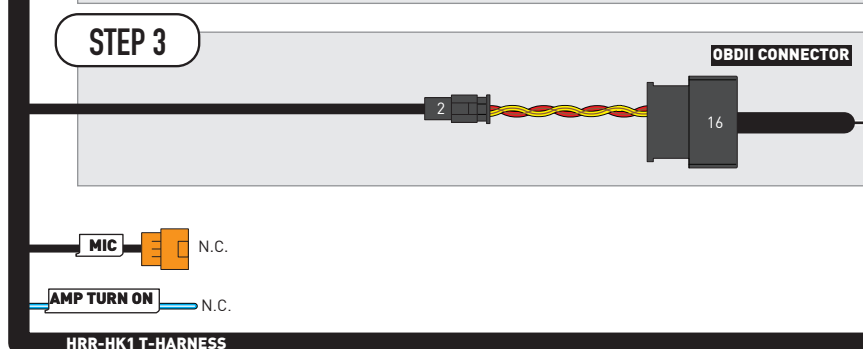 STEP 3
OBDII CONNECTOR
2
16
MIC
N.C.
AMP TURN ON
N.C.
HRR-HK1 T-HARNESS